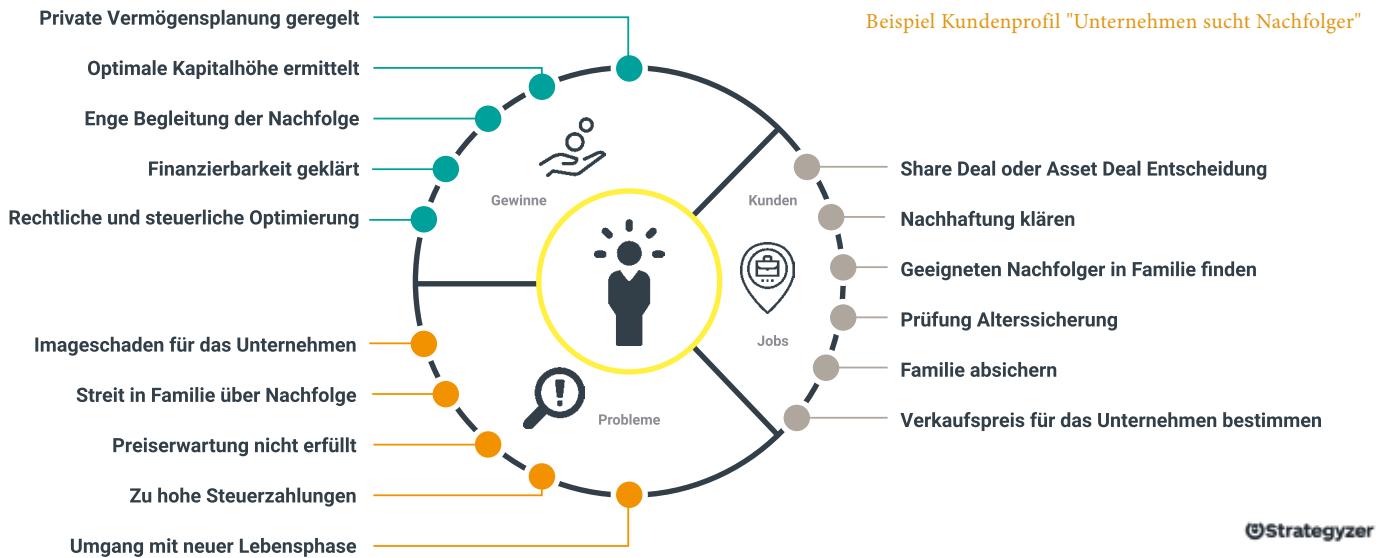 Beispiel Kundenprofil "Unternehmen sucht Nachfolger"
Private Vermögensplanung geregelt
Optimale Kapitalhöhe ermittelt
Enge Begleitung der Nachfolge
Finanzierbarkeit geklärt
Rechtliche und steuerliche Optimierung
Gewinne
Imageschaden für das Unternehmen
Streit in Familie über Nachfolge
Preiserwartung nicht erfüllt
Zu hohe Steuerzahlungen
Umgang mit neuer Lebensphase
Probleme
Kunden
Jobs
Share Deal oder Asset Deal Entscheidung
Nachhaftung klären
Geeigneten Nachfolger in Familie finden
Prüfung Alterssicherung
Familie absichern
Verkaufspreis für das Unternehmen bestimmen
Strategyzer